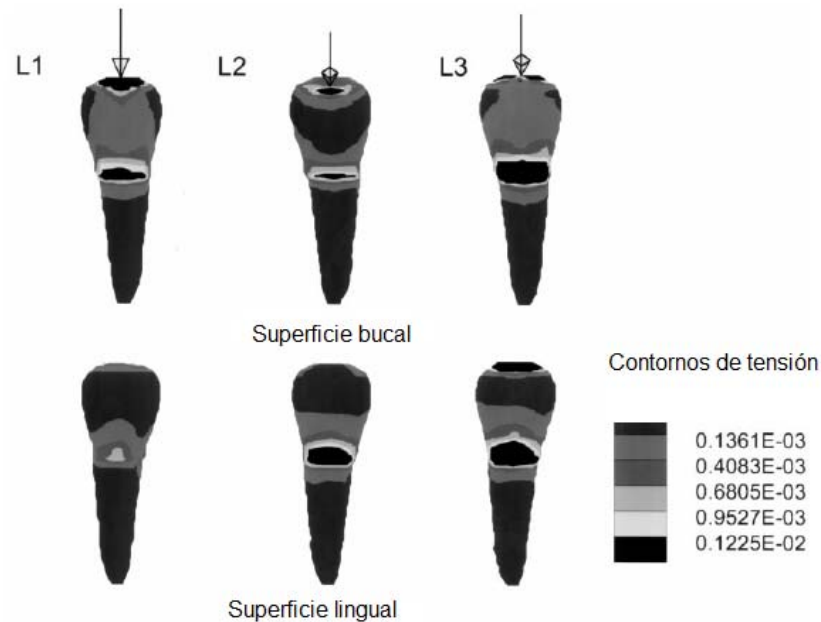 L1
L2
L3
Superficie bucal
Contornos de tensión
0.1361E-03
0.4083E-03
0.6805E-03
0.9527E-03
0.1225E-02
Superficie lingual